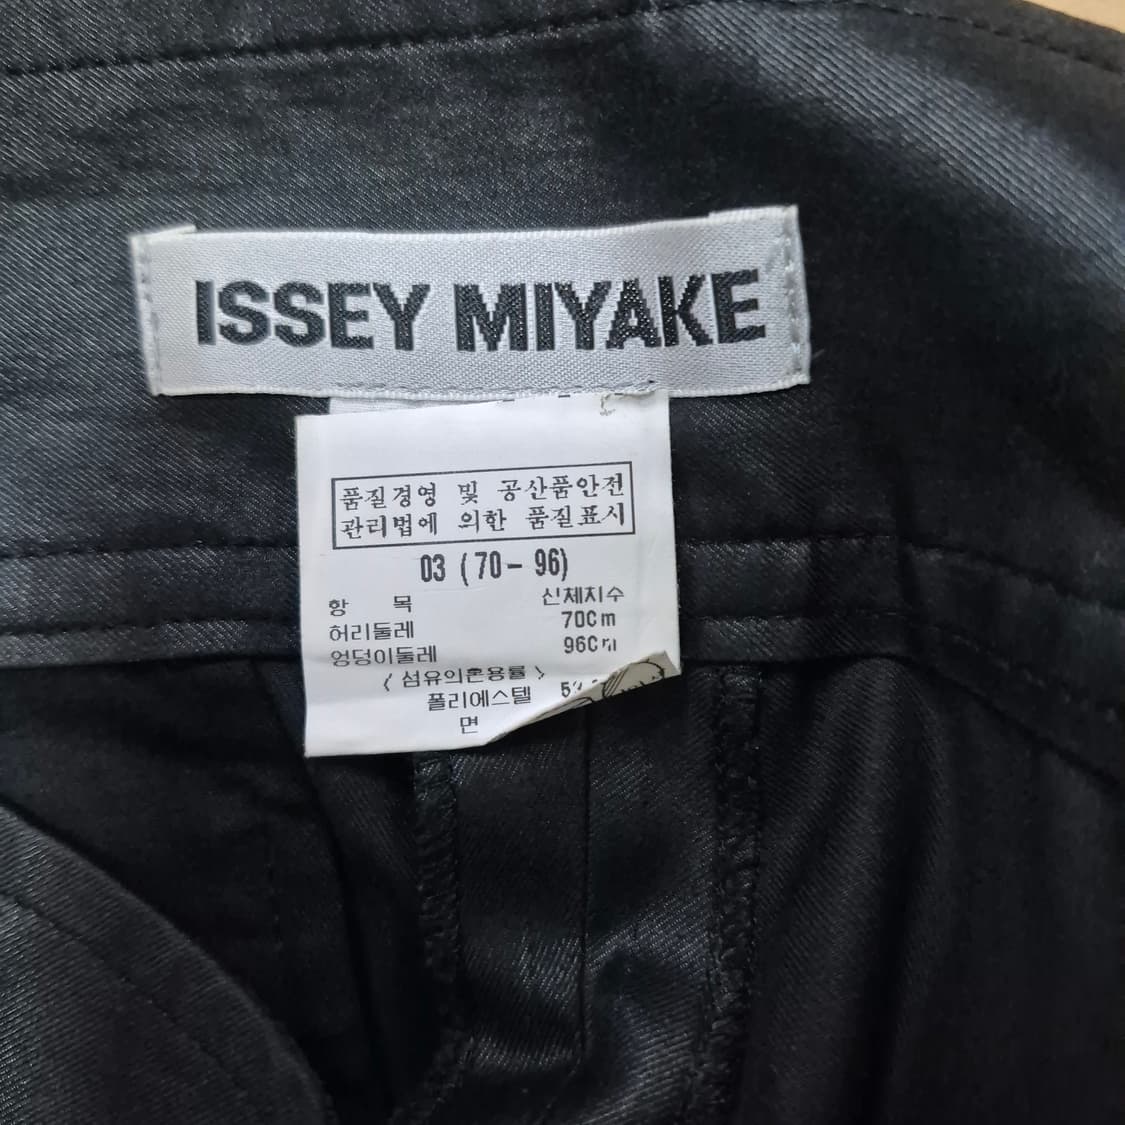 ISSEY MIYAKE
품질경영 및 공산품안전
관리법에 의한 품질표시
03 (70-96)
항 목 신체치수
허리둘레 70Cm
엉덩이둘레 96Cm
〈 섬유의혼용률 〉
폴리에스텔
면